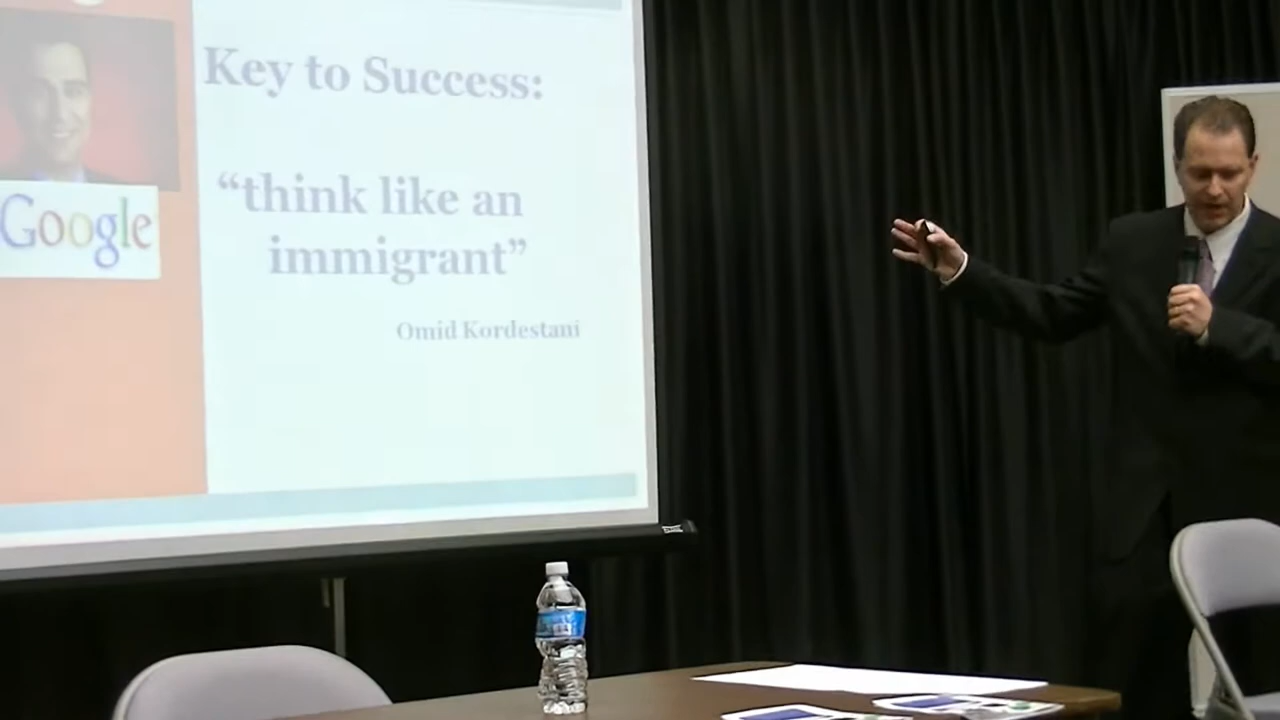 Key to Success:
“think like an
immigrant”
Omid Kordestani
Google